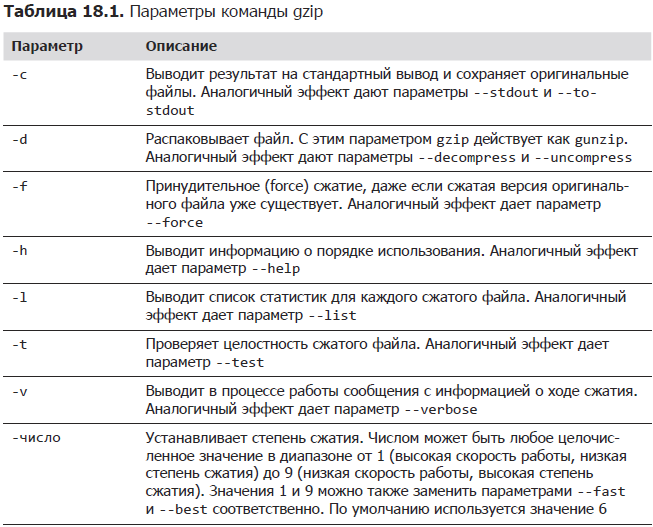 Таблица 18.1. Параметры команды gzip
Параметр Описание
-c Выводит результат на стандартный вывод и сохраняет оригинальные
файлы. Аналогичный эффект дают параметры --stdout и --to-
stdout
-d Распаковывает файл. С этим параметром gzip действует как gunzip.
Аналогичный эффект дают параметры --decompress и --uncompress
-f Принудительное (force) сжатие, даже если сжатая версия оригиналь-
ного файла уже существует. Аналогичный эффект дает параметр
--force
-h Выводит информацию о порядке использования. Аналогичный эффект
дает параметр --help
-l Выводит список статистик для каждого сжатого файла. Аналогичный
эффект дает параметр --list
-t Проверяет целостность сжатого файла. Аналогичный эффект дает
параметр --test
-v Выводит в процессе работы сообщения с информацией о ходе сжатия.
Аналогичный эффект дает параметр --verbose
-число Устанавливает степень сжатия. Числом может быть любое целочис-
ленное значение в диапазоне от 1 (высокая скорость работы, низкая
степень сжатия) до 9 (низкая скорость работы, высокая степень
сжатия). Значения 1 и 9 можно также заменить параметрами --fast
и --best соответственно. По умолчанию используется значение 6